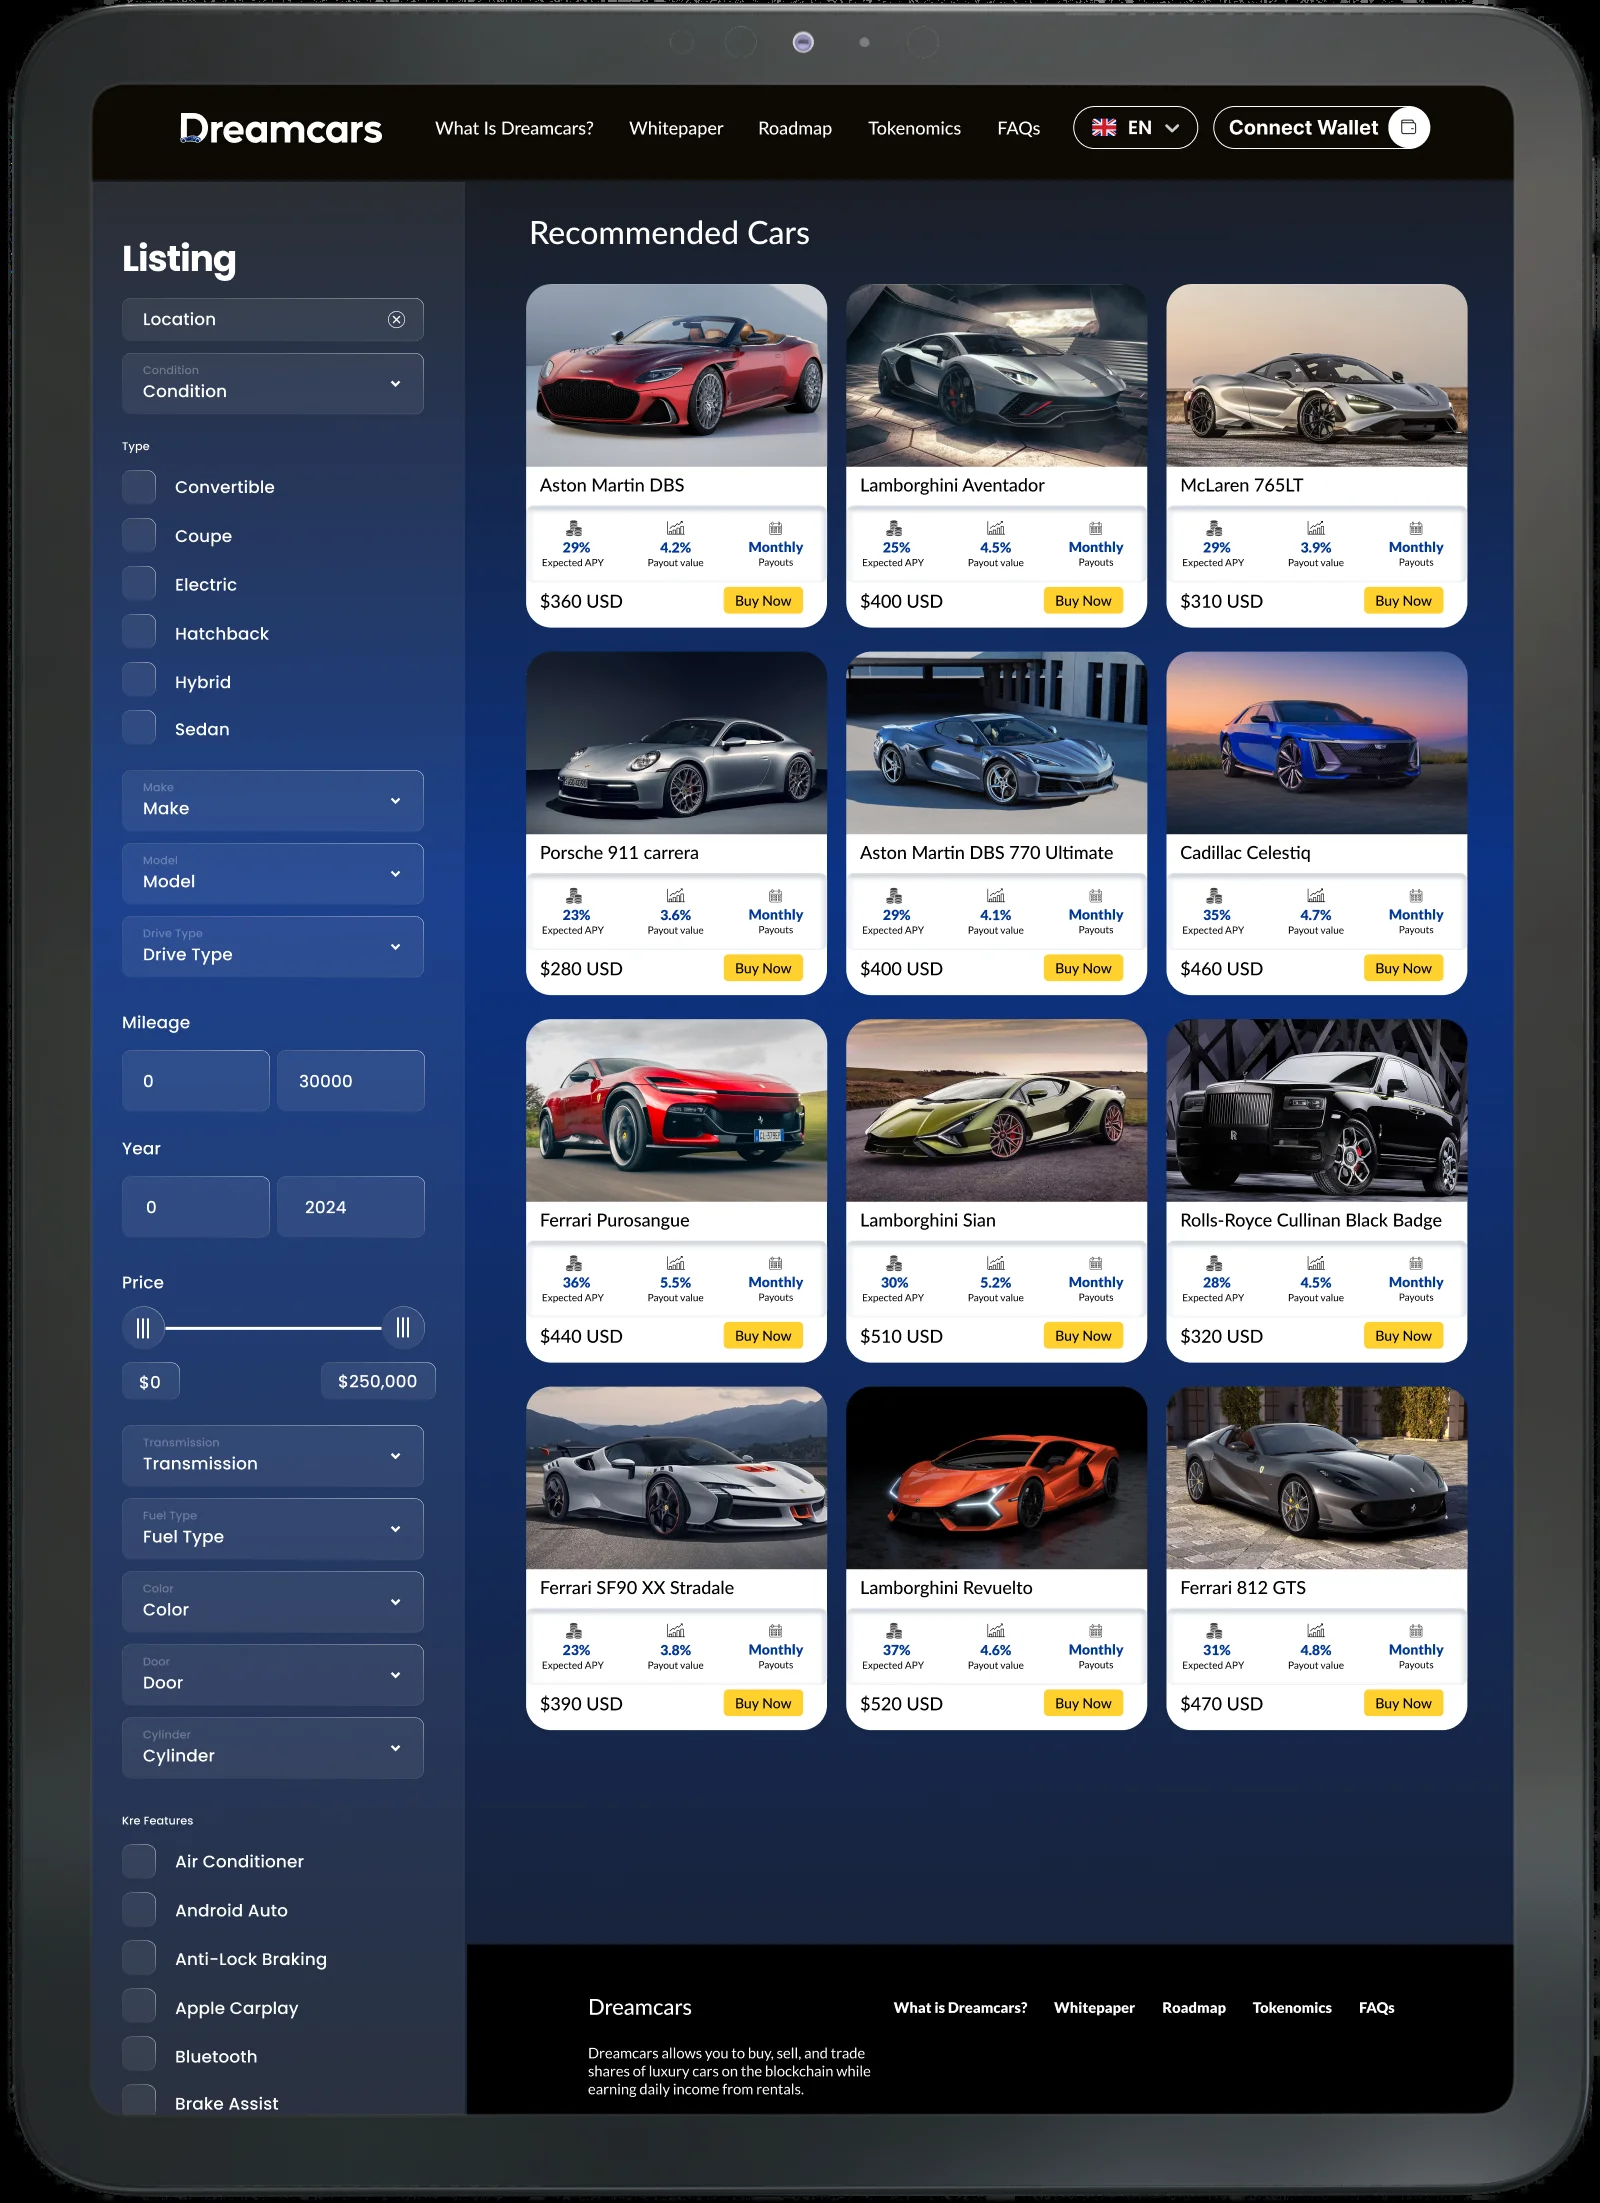 Dreamcars
What Is Dreamcars?
Whitepaper
Roadmap
Tokenomics
FAQs
EN
Connect Wallet
Listing
Location
Condition
Condition
Type
Convertible
Coupe
Electric
Hatchback
Hybrid
Sedan
Make
Make
Model
Model
Drive Type
Drive Type
Mileage
0 30000
Year
0 2024
Price
$0 $250,000
Transmission
Transmission
Fuel Type
Fuel Type
Color
Color
Door
Door
Cylinder
Cylinder
Kre Features
Air Conditioner
Android Auto
Anti-Lock Braking
Apple Carplay
Bluetooth
Brake Assist
Recommended Cars
Aston Martin DBS
29% 4.2% Monthly
Expected APY Payout value Payouts
$360 USD Buy Now
Lamborghini Aventador
25% 4.5% Monthly
Expected APY Payout value Payouts
$400 USD Buy Now
McLaren 765LT
29% 3.9% Monthly
Expected APY Payout value Payouts
$310 USD Buy Now
Porsche 911 carrera
23% 3.6% Monthly
Expected APY Payout value Payouts
$280 USD Buy Now
Aston Martin DBS 770 Ultimate
29% 4.1% Monthly
Expected APY Payout value Payouts
$400 USD Buy Now
Cadillac Celestiq
35% 4.7% Monthly
Expected APY Payout value Payouts
$460 USD Buy Now
Ferrari Purosangue
36% 5.5% Monthly
Expected APY Payout value Payouts
$440 USD Buy Now
Lamborghini Sian
30% 5.2% Monthly
Expected APY Payout value Payouts
$510 USD Buy Now
Rolls-Royce Cullinan Black Badge
28% 4.5% Monthly
Expected APY Payout value Payouts
$320 USD Buy Now
Ferrari SF90 XX Stradale
23% 3.8% Monthly
Expected APY Payout value Payouts
$390 USD Buy Now
Lamborghini Revuelto
37% 4.6% Monthly
Expected APY Payout value Payouts
$520 USD Buy Now
Ferrari 812 GTS
31% 4.8% Monthly
Expected APY Payout value Payouts
$470 USD Buy Now
Dreamcars
What is Dreamcars? Whitepaper Roadmap Tokenomics FAQs
Dreamcars allows you to buy, sell, and trade
shares of luxury cars on the blockchain while
earning daily income from rentals.